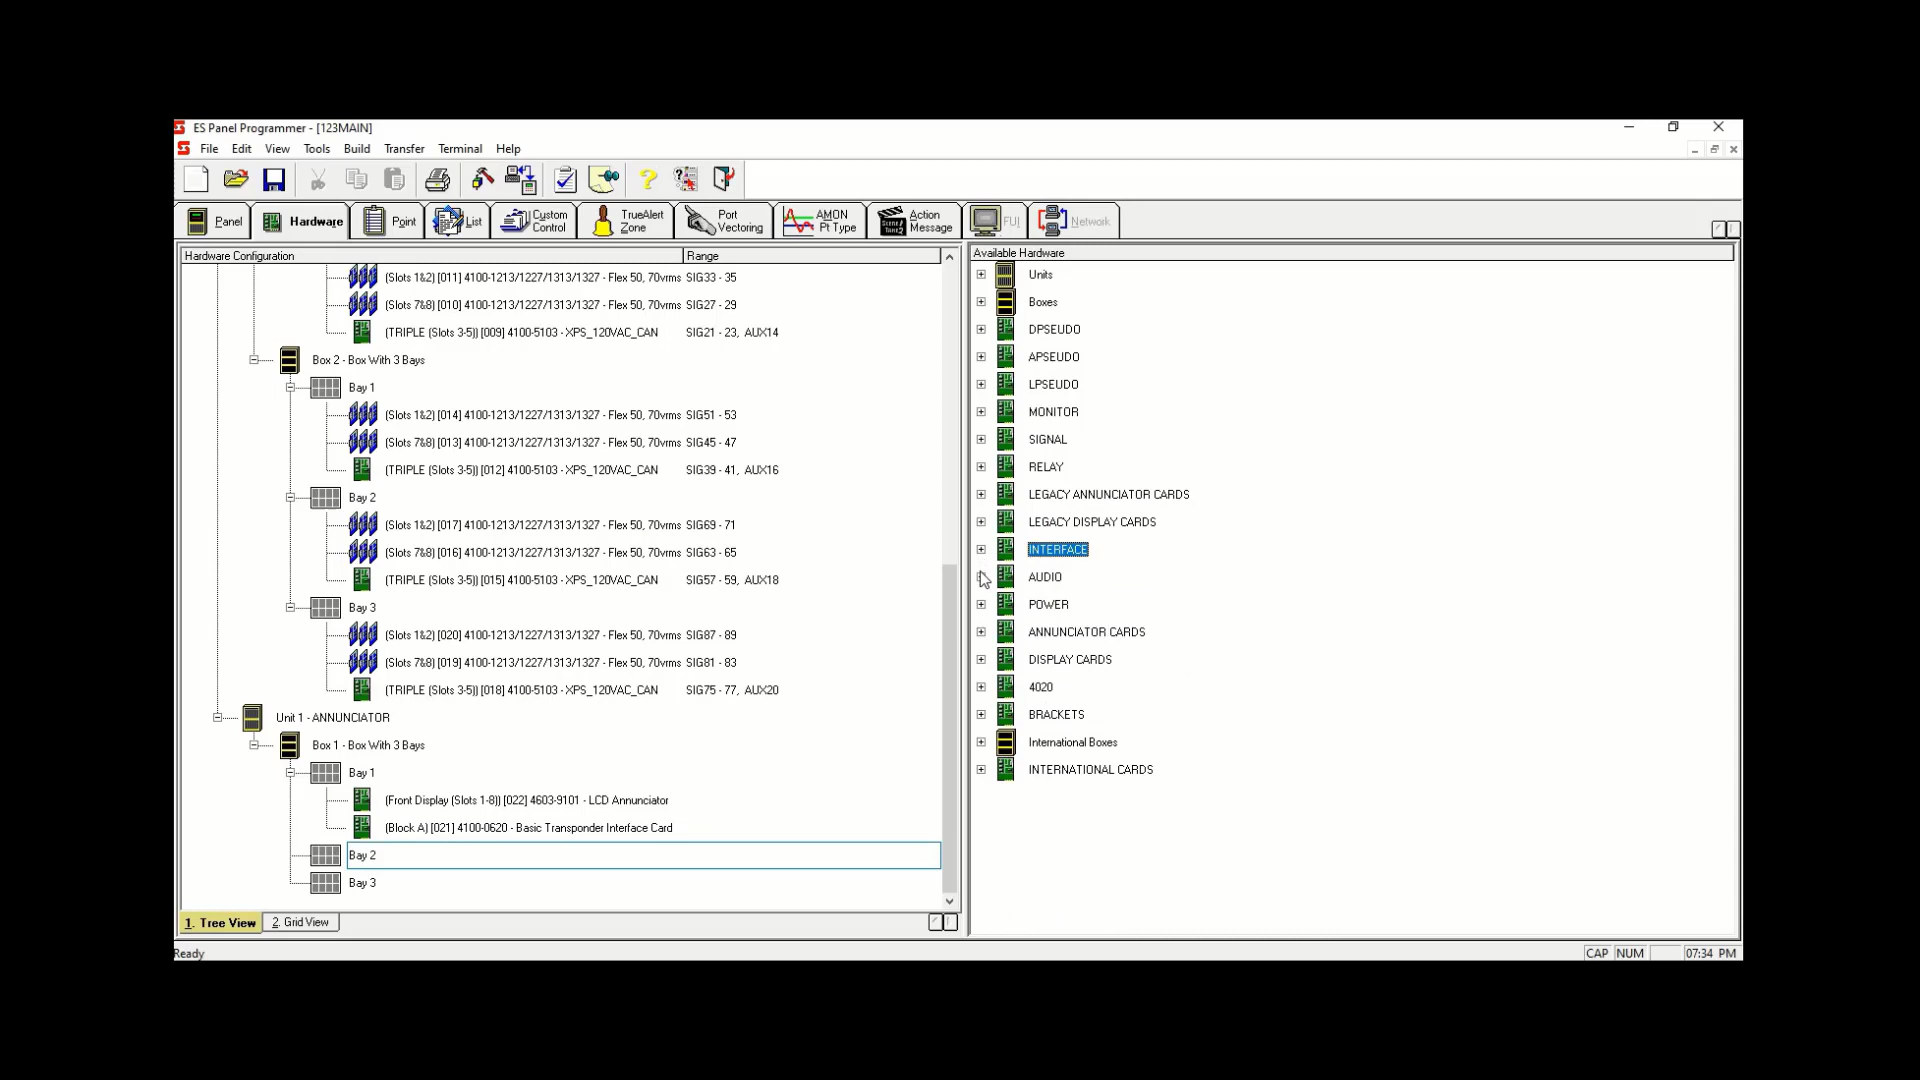 ES Panel Programmer - [123MAIN]
File Edit View Tools Build Transfer Terminal Help
Panel Hardware Point List Custom Control TrueAlert Zone Port Vectoring AMON Pt Type Action Message FUI Network
Hardware Configuration Range
(Slots 1&2) [011] 4100-1213/1227/1313/1327 - Flex 50, 70vrms SIG33 - 35
(Slots 7&8) [010] 4100-1213/1227/1313/1327 - Flex 50, 70vrms SIG27 - 29
(TRIPLE (Slots 3-5)) [009] 4100-5103 - XPS_120VAC_CAN SIG21 - 23, AUX14
Box 2 - Box With 3 Bays
Bay 1
(Slots 1&2) [014] 4100-1213/1227/1313/1327 - Flex 50, 70vrms SIG51 - 53
(Slots 7&8) [013] 4100-1213/1227/1313/1327 - Flex 50, 70vrms SIG45 - 47
(TRIPLE (Slots 3-5)) [012] 4100-5103 - XPS_120VAC_CAN SIG39 - 41, AUX16
Bay 2
(Slots 1&2) [017] 4100-1213/1227/1313/1327 - Flex 50, 70vrms SIG69 - 71
(Slots 7&8) [016] 4100-1213/1227/1313/1327 - Flex 50, 70vrms SIG63 - 65
(TRIPLE (Slots 3-5)) [015] 4100-5103 - XPS_120VAC_CAN SIG57 - 59, AUX18
Bay 3
(Slots 1&2) [020] 4100-1213/1227/1313/1327 - Flex 50, 70vrms SIG87 - 89
(Slots 7&8) [019] 4100-1213/1227/1313/1327 - Flex 50, 70vrms SIG81 - 83
(TRIPLE (Slots 3-5)) [018] 4100-5103 - XPS_120VAC_CAN SIG75 - 77, AUX20
Unit 1 - ANNUNCIATOR
Box 1 - Box With 3 Bays
Bay 1
(Front Display (Slots 1-8)) [022] 4603-9101 - LCD Annunciator
(Block A) [021] 4100-0620 - Basic Transponder Interface Card
Bay 2
Bay 3
1. Tree View 2. Grid View
Available Hardware
Units
Boxes
DPSEUDO
APSEUDO
LPSEUDO
MONITOR
SIGNAL
RELAY
LEGACY ANNUNCIATOR CARDS
LEGACY DISPLAY CARDS
INTERFACE
AUDIO
POWER
ANNUNCIATOR CARDS
DISPLAY CARDS
4020
BRACKETS
International Boxes
INTERNATIONAL CARDS
Ready CAP NUM 07:34 PM